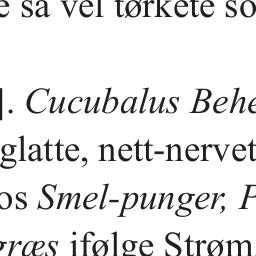 e så vel tørkete so
]. Cucubalus Behe
glatte, nett-nervet
os Smel-punger, P
græs ifølge Strøm.